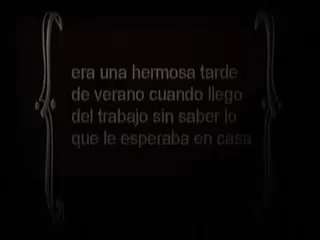 era una hermosa tarde
de verano cuando llego
del trabajo sin saber lo
que le esperaba en casa